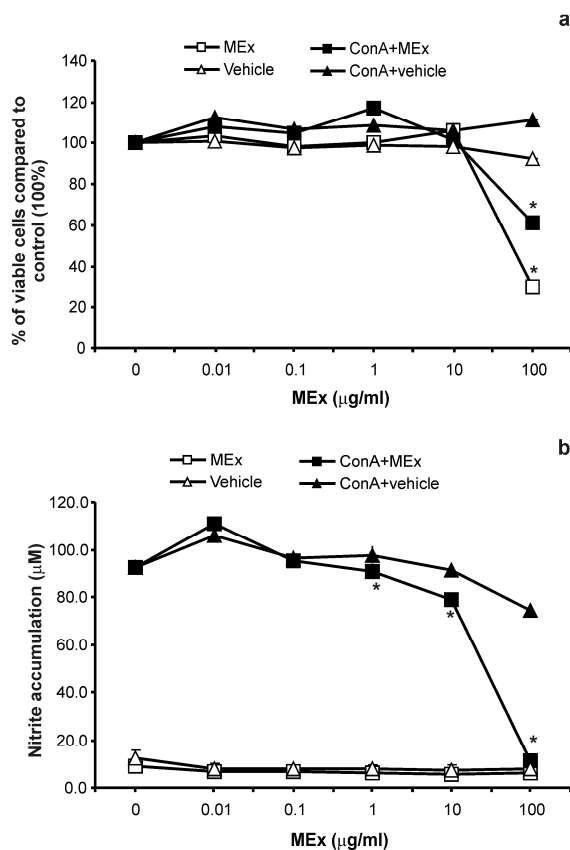 a
MEx
ConA+MEx
Vehicle
ConA+vehicle
% of viable cells compared to
control (100%)
140
120
100
80
60
40
20
0
*
*
0 0.01 0.1 1 10 100
MEx (μg/ml)
b
MEx
ConA+MEx
Vehicle
ConA+vehicle
Nitrite accumulation (μM)
120.0
100.0
80.0
60.0
40.0
20.0
0.0
*
*
*
0 0.01 0.1 1 10 100
MEx (μg/ml)